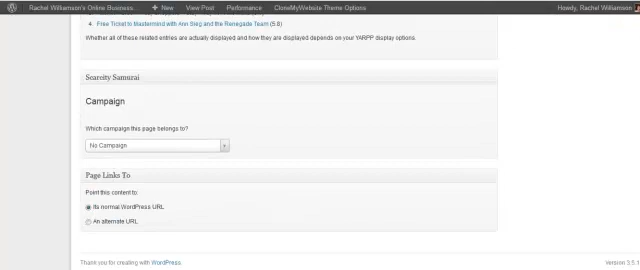 Rachel Williamson's Online Business... + New View Post Performance CloneMyWebsite Theme Options Howdy, Rachel Williamson
4. Free Ticket to Mastermind with Ann Sieg and the Renegade Team (5.8)
Whether all of these related entries are actually displayed and how they are displayed depends on your YARPP display options.
Scarcity Samurai
Campaign
Which campaign this page belongs to?
No Campaign
Page Links To
Point this content to:
Its normal WordPress URL
An alternate URL
Thank you for creating with WordPress. Version 3.5.1